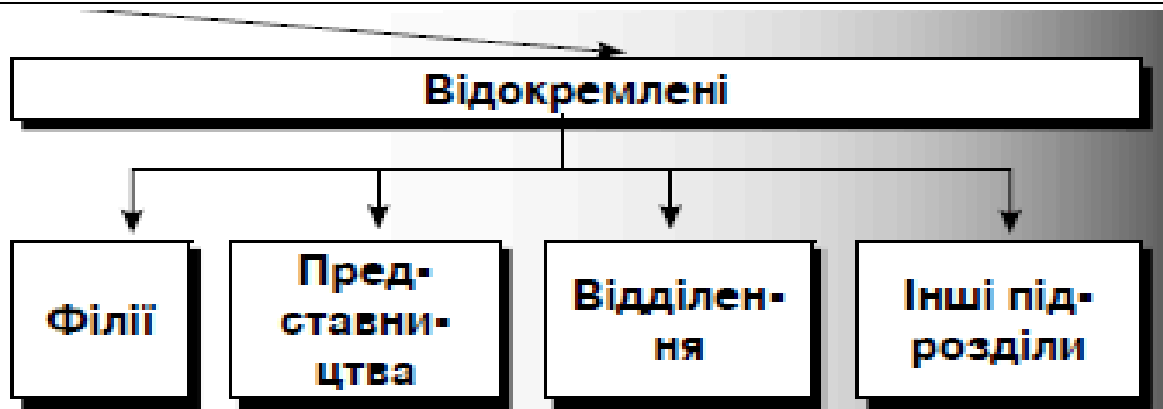 Відокремлені
Філії
Пред-
ставни-
цтва
Відділен-
ня
Інші під-
розділи